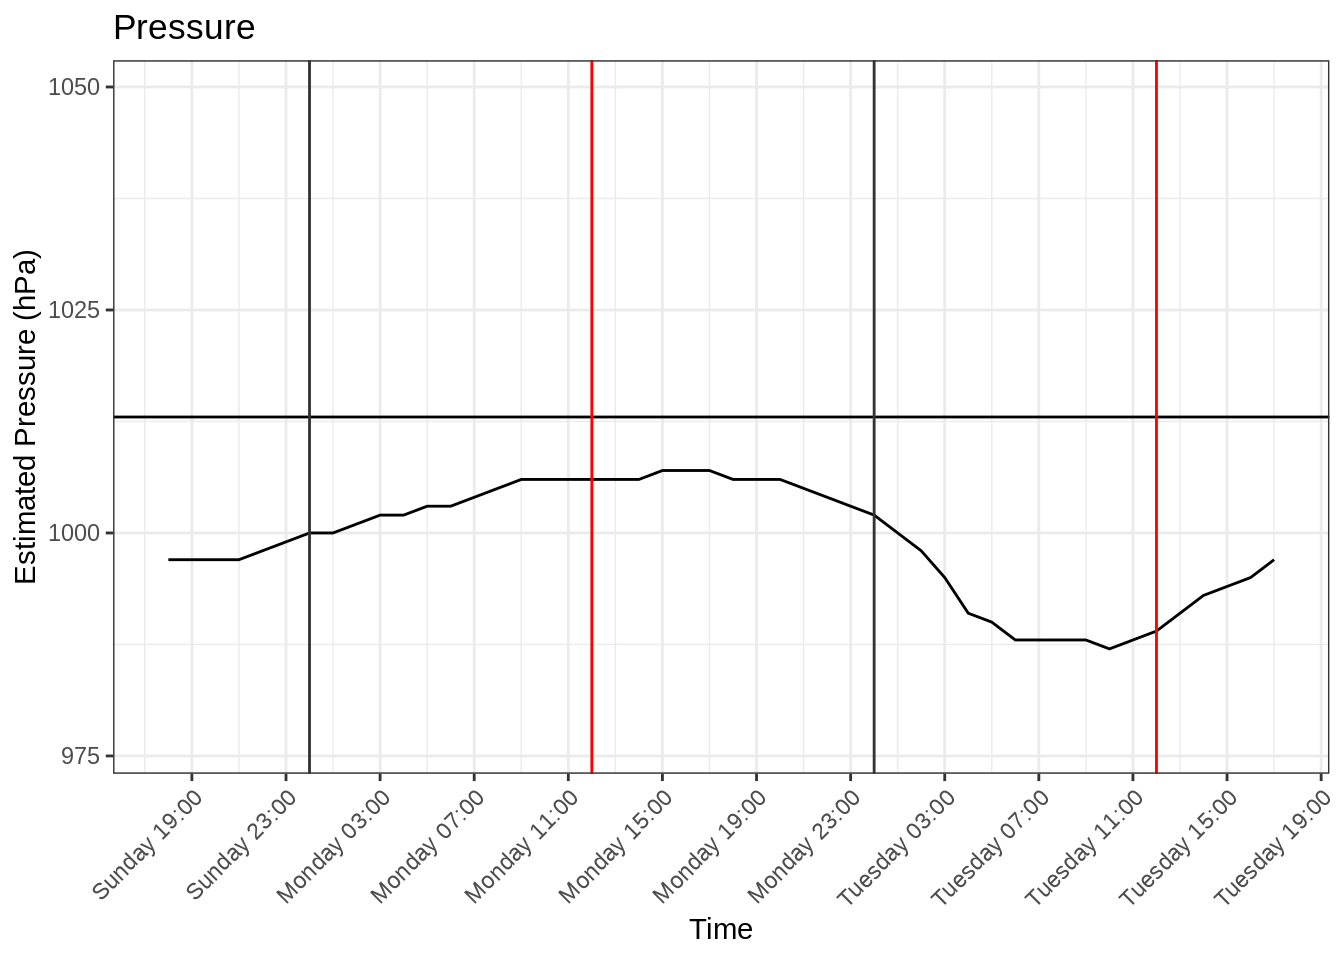 Pressure
Estimated Pressure (hPa)
1050
1025
1000
975
Sunday 19:00
Sunday 23:00
Monday 03:00
Monday 07:00
Monday 11:00
Monday 15:00
Monday 19:00
Monday 23:00
Tuesday 03:00
Tuesday 07:00
Tuesday 11:00
Tuesday 15:00
Tuesday 19:00
Time